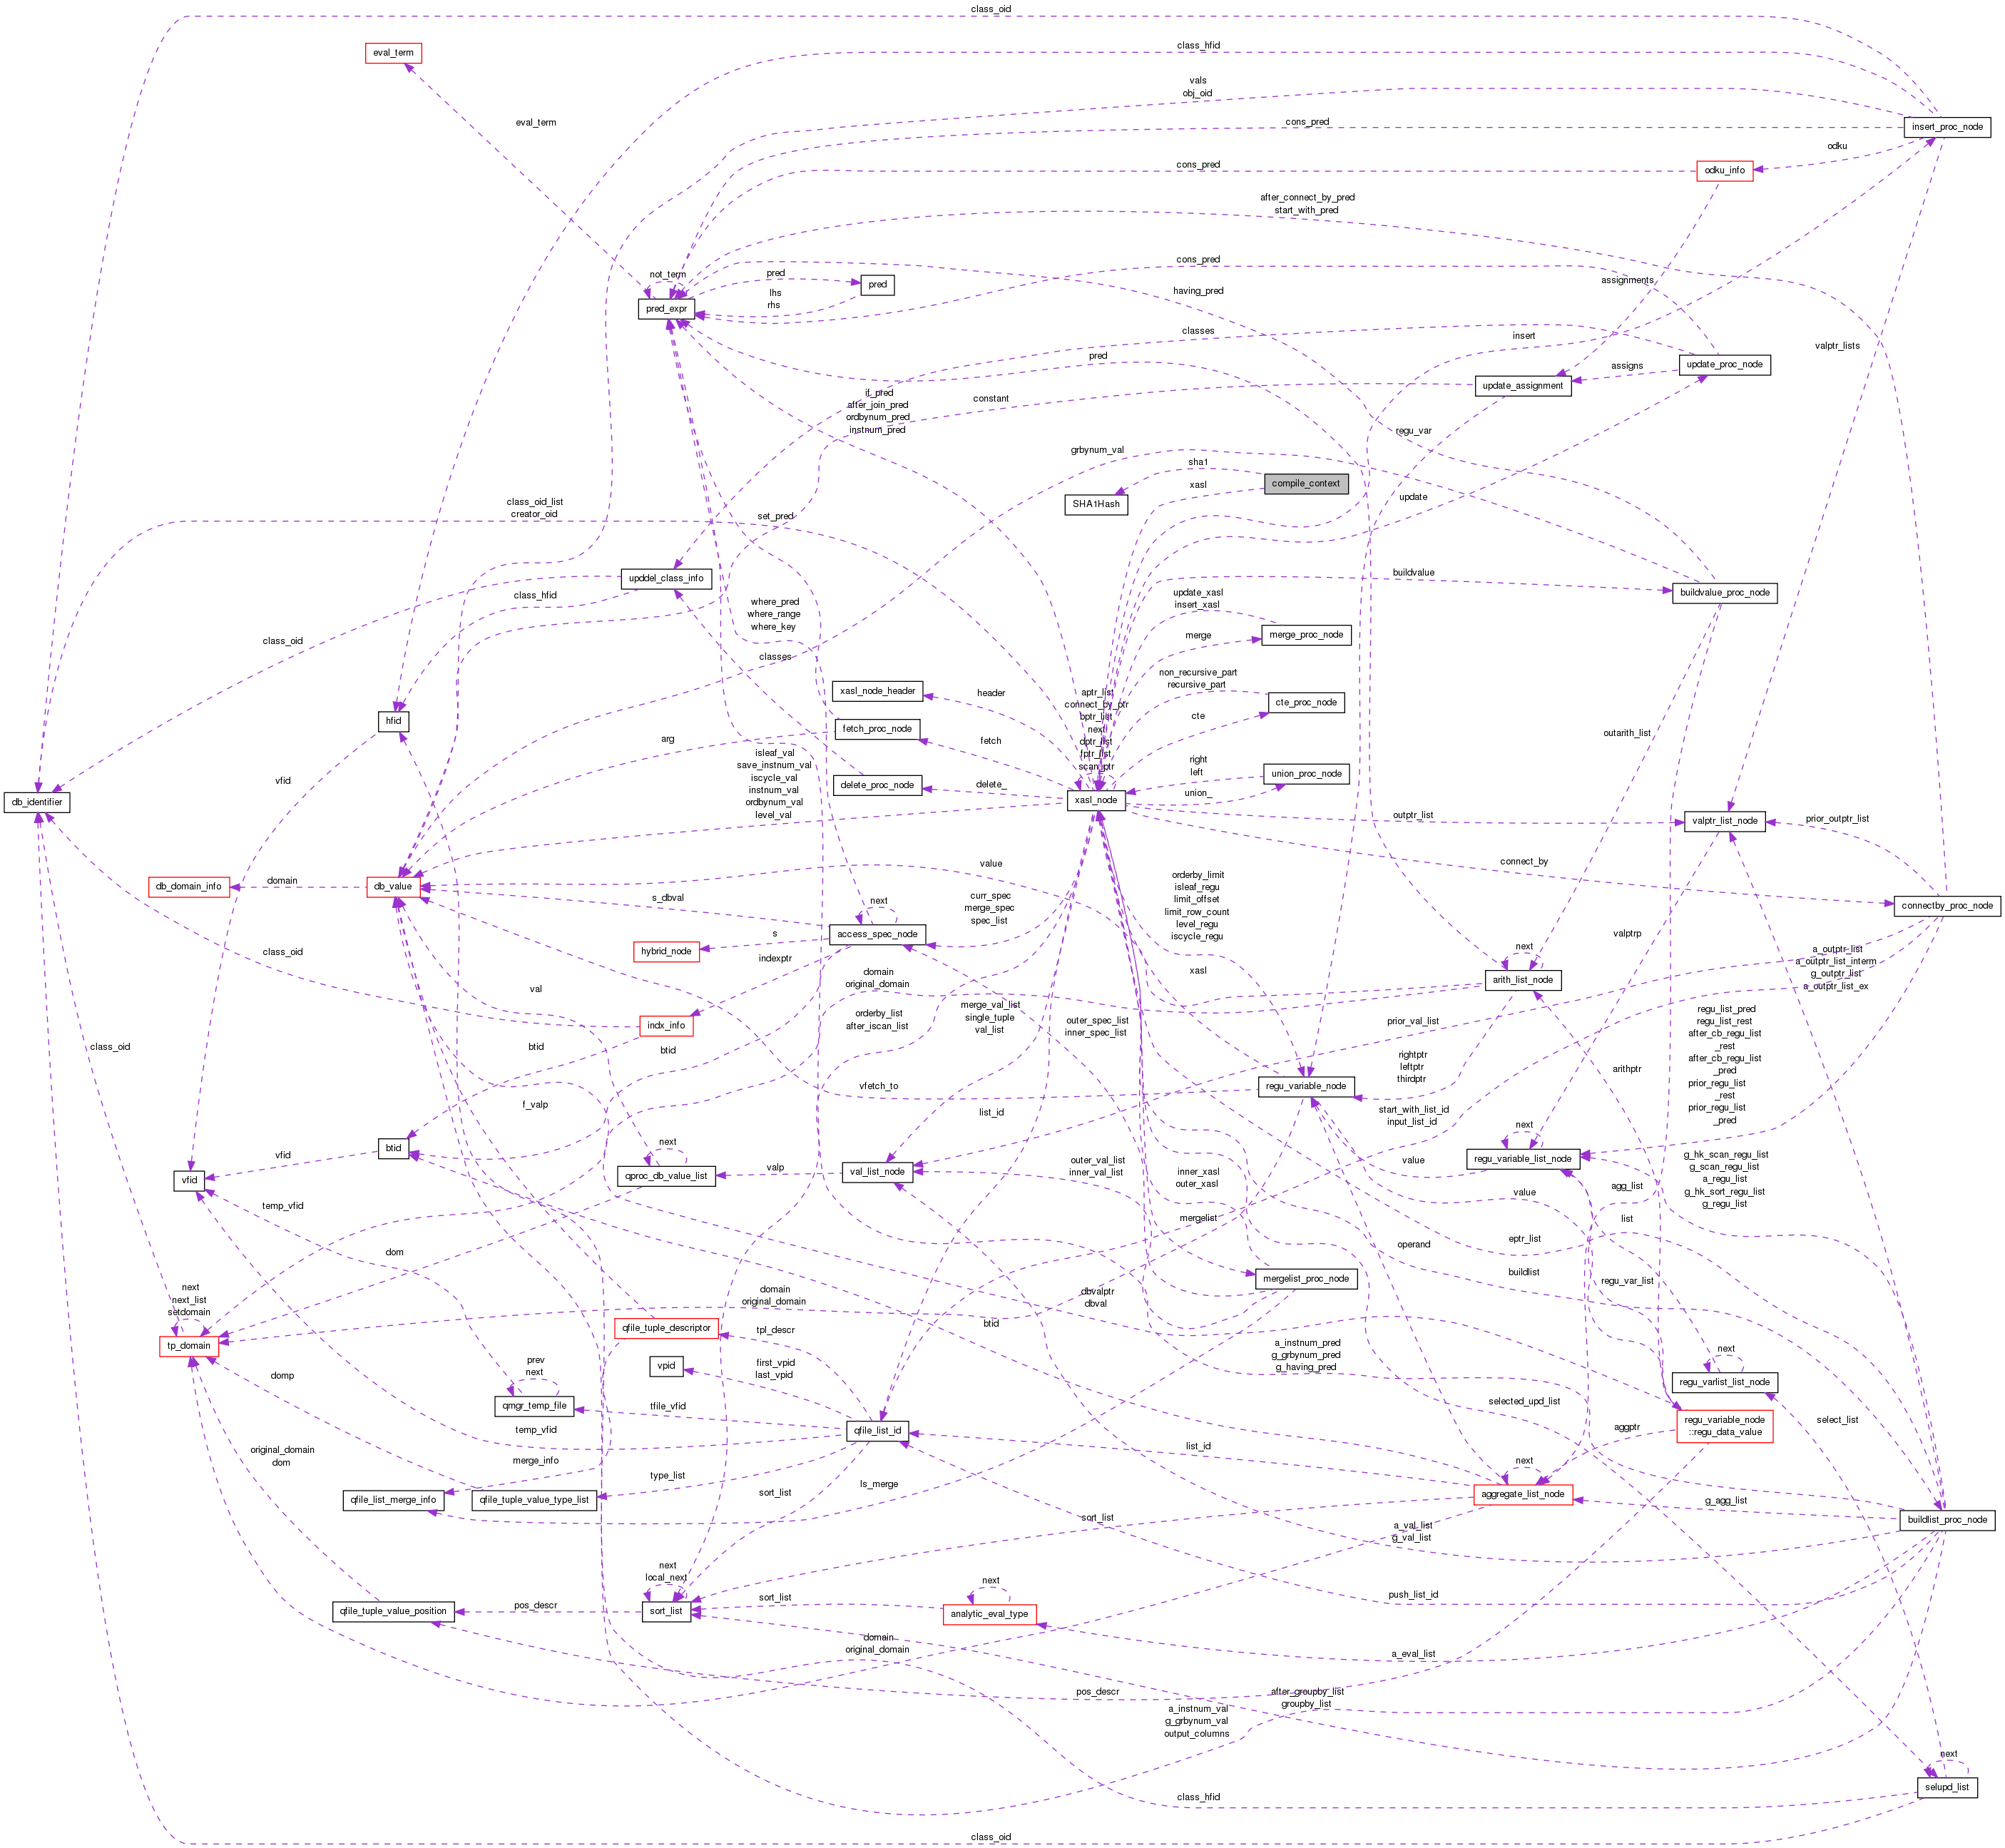 class_oid
class_hfid
eval_term
vals
obj_oid
eval_term
cons_pred
insert_proc_node
odku
cons_pred
odku_info
after_connect_by_pred
start_with_pred
cons_pred
not_term
pred
pred
having_pred
assignments
lhs
rhs
pred_expr
classes
insert
valptr_lists
pred
assigns
update_proc_node
update_assignment
if_pred
after_join_pred
ordbynum_pred
instnum_pred
constant
regu_var
grbynum_val
sha1
compile_context
xasl
SHA1Hash
update
class_oid_list
creator_oid
set_pred
upddel_class_info
buildvalue
buildvalue_proc_node
class_hfid
where_pred
where_range
where_key
update_xasl
insert_xasl
merge
merge_proc_node
class_oid
classes
non_recursive_part
recursive_part
xasl_node_header
header
aptr_list
connect_by_ptr
bptr_list
next
dptr_list
fptr_list
scan_ptr
cte
cte_proc_node
hfid
fetch_proc_node
arg
fetch
outarith_list
isleaf_val
save_instnum_val
iscycle_val
instnum_val
ordbynum_val
level_val
right
left
union_proc_node
vfid
delete_proc_node
delete_
union_
db_identifier
xasl_node
outptr_list
valptr_list_node
prior_outptr_list
connect_by
value
db_domain_info
domain
db_value
s_dbval
next
curr_spec
merge_spec
spec_list
orderby_limit
isleaf_regu
limit_offset
limit_row_count
level_regu
iscycle_regu
connectby_proc_node
access_spec_node
valptrp
class_oid
hybrid_node
s
indexptr
next
a_outptr_list
a_outptr_list_interm
g_outptr_list
a_outptr_list_ex
domain
original_domain
xasl
arith_list_node
val
indx_info
orderby_list
after_iscan_list
merge_val_list
single_tuple
val_list
outer_spec_list
inner_spec_list
prior_val_list
regu_list_pred
regu_list_rest
after_cb_regu_list
_rest
after_cb_regu_list
_pred
prior_regu_list
_rest
prior_regu_list
_pred
class_oid
btid
btid
rightptr
leftptr
thirdptr
arithptr
vfetch_to
regu_variable_node
f_valp
list_id
start_with_list_id
input_list_id
next
btid
next
vfid
qproc_db_value_list
valp
val_list_node
outer_val_list
inner_val_list
inner_xasl
outer_xasl
value
regu_variable_list_node
vfid
g_hk_scan_regu_list
g_scan_regu_list
a_regu_list
g_hk_sort_regu_list
g_regu_list
agg_list
value
temp_vfid
mergelist
list
dom
operand
eptr_list
next
next_list
setdomain
domain
original_domain
dbvalptr
dbval
mergelist_proc_node
buildlist
regu_var_list
tp_domain
qfile_tuple_descriptor
tpl_descr
btid
a_instnum_pred
g_grbynum_pred
g_having_pred
next
prev
next
vpid
first_vpid
last_vpid
domp
regu_varlist_list_node
qmgr_temp_file
tfile_vfid
selected_upd_list
select_list
regu_variable_node
::regu_data_value
temp_vfid
qfile_list_id
aggptr
original_domain
dom
merge_info
list_id
next
type_list
ls_merge
sort_list
qfile_list_merge_info
qfile_tuple_value_type_list
aggregate_list_node
g_agg_list
buildlist_proc_node
sort_list
a_val_list
g_val_list
next
local_next
next
push_list_id
sort_list
qfile_tuple_value_position
pos_descr
sort_list
analytic_eval_type
domain
original_domain
a_eval_list
pos_descr
after_groupby_list
groupby_list
a_instnum_val
g_grbynum_val
output_columns
next
selupd_list
class_hfid
class_oid